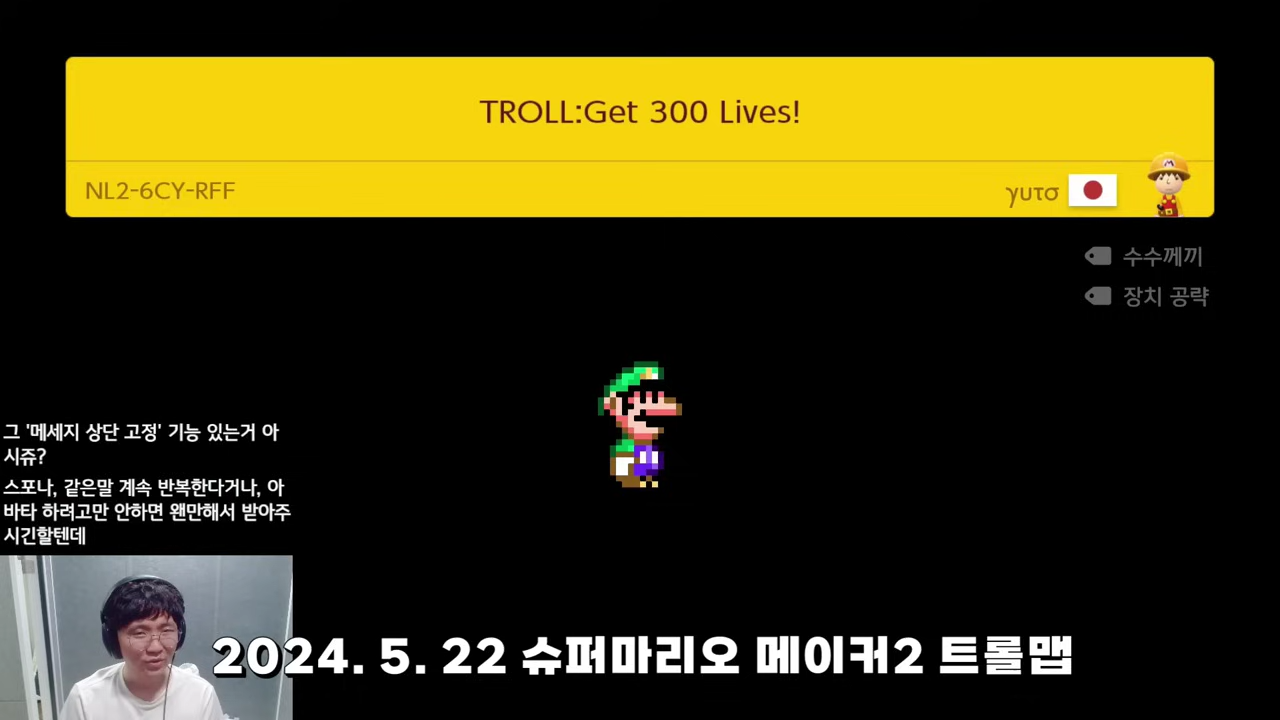 TROLL:Get 300 Lives!
NL2-6CY-RFF
γυτσ
수수께끼
장치 공략
그 '메세지 상단 고정' 기능 있는거 아
시쥬?
스포나, 같은말 계속 반복한다거나, 아
바타 하려고만 안하면 왠만해서 받아주
시긴할텐데
2024. 5. 22 슈퍼마리오 메이커2 트롤맵